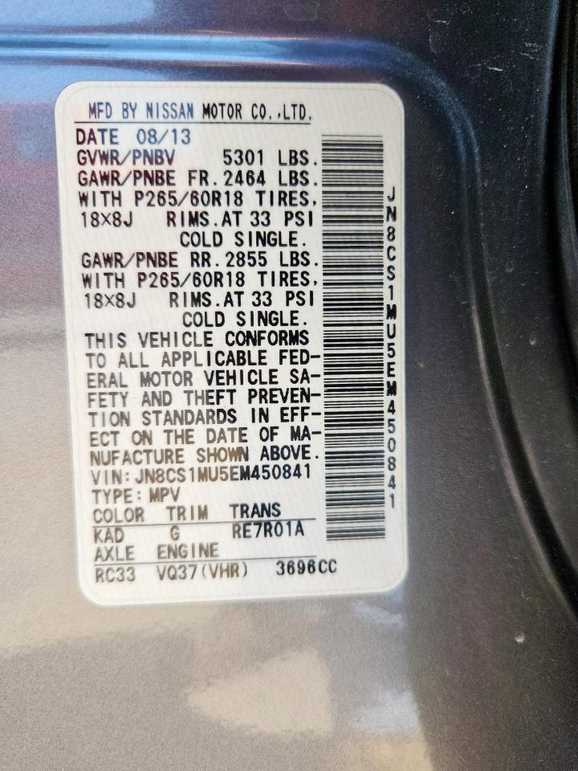 MFD BY NISSAN MOTOR CO.,LTD.
DATE 08/13
GVWR/PNBV 5301 LBS.
GAWR/PNBE FR. 2464 LBS.
WITH P265/60R18 TIRES,
18×8J RIMS.AT 33 PSI
COLD SINGLE.
GAWR/PNBE RR. 2855 LBS.
WITH P265/60R18 TIRES,
18×8J RIMS.AT 33 PSI
COLD SINGLE.
THIS VEHICLE CONFORMS
TO ALL APPLICABLE FED-
ERAL MOTOR VEHICLE SA-
FETY AND THEFT PREVEN-
TION STANDARDS IN EFF-
ECT ON THE DATE OF MA-
NUFACTURE SHOWN ABOVE.
VIN:JN8CS1MU5EM450841
TYPE:MPV
COLOR TRIM TRANS
KAD G RE7R01A
AXLE ENGINE
RC33 VQ37(VHR) 3696CC
JN8CS1MU5EM450841